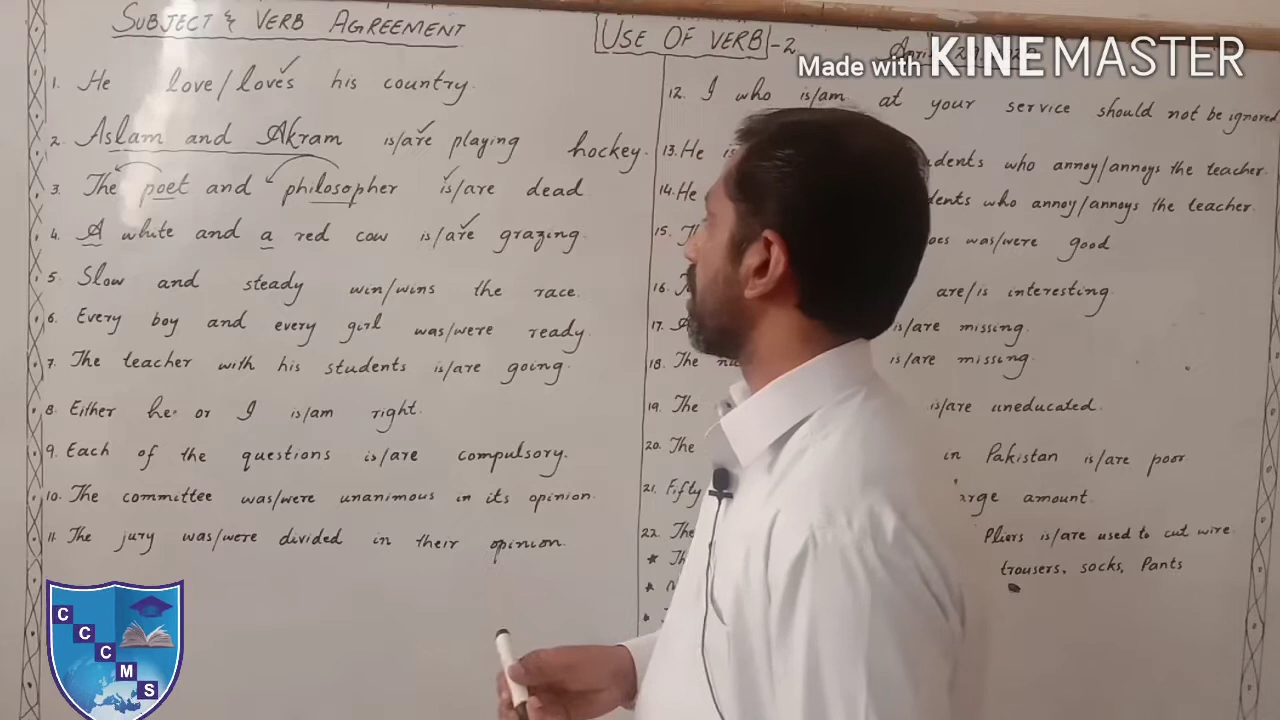 SUBJECT & VERB AGREEMENT
USE OF VERB -2
Made with KINEMASTER
1. He love/loves his country.
2. Aslam and Akram is/are playing hockey.
3. The poet and philosopher is/are dead
4. A white and a red cow is/are grazing.
5. Slow and steady win/wins the race.
6. Every boy and every girl was/were ready.
7. The teacher with his students is/are going.
8. Either he or I is/am right.
9. Each of the questions is/are compulsory.
10. The committee was/were unanimous in its opinion.
11. The jury was/were divided in their opinion.
12. I who is/am at your service should not be ignored
13. He who annoy/annoys the teacher.
14. He who annoy/annoys the teacher.
15. was/were good
16. are/is interesting.
17. is/are missing.
18. The is/are missing.
19. The is/are uneducated.
20. The in Pakistan is/are poor
21. Fifty amount.
22. The Pliers is/are used to cut wire.
trousers, socks, Pants
C
C
C
M
S